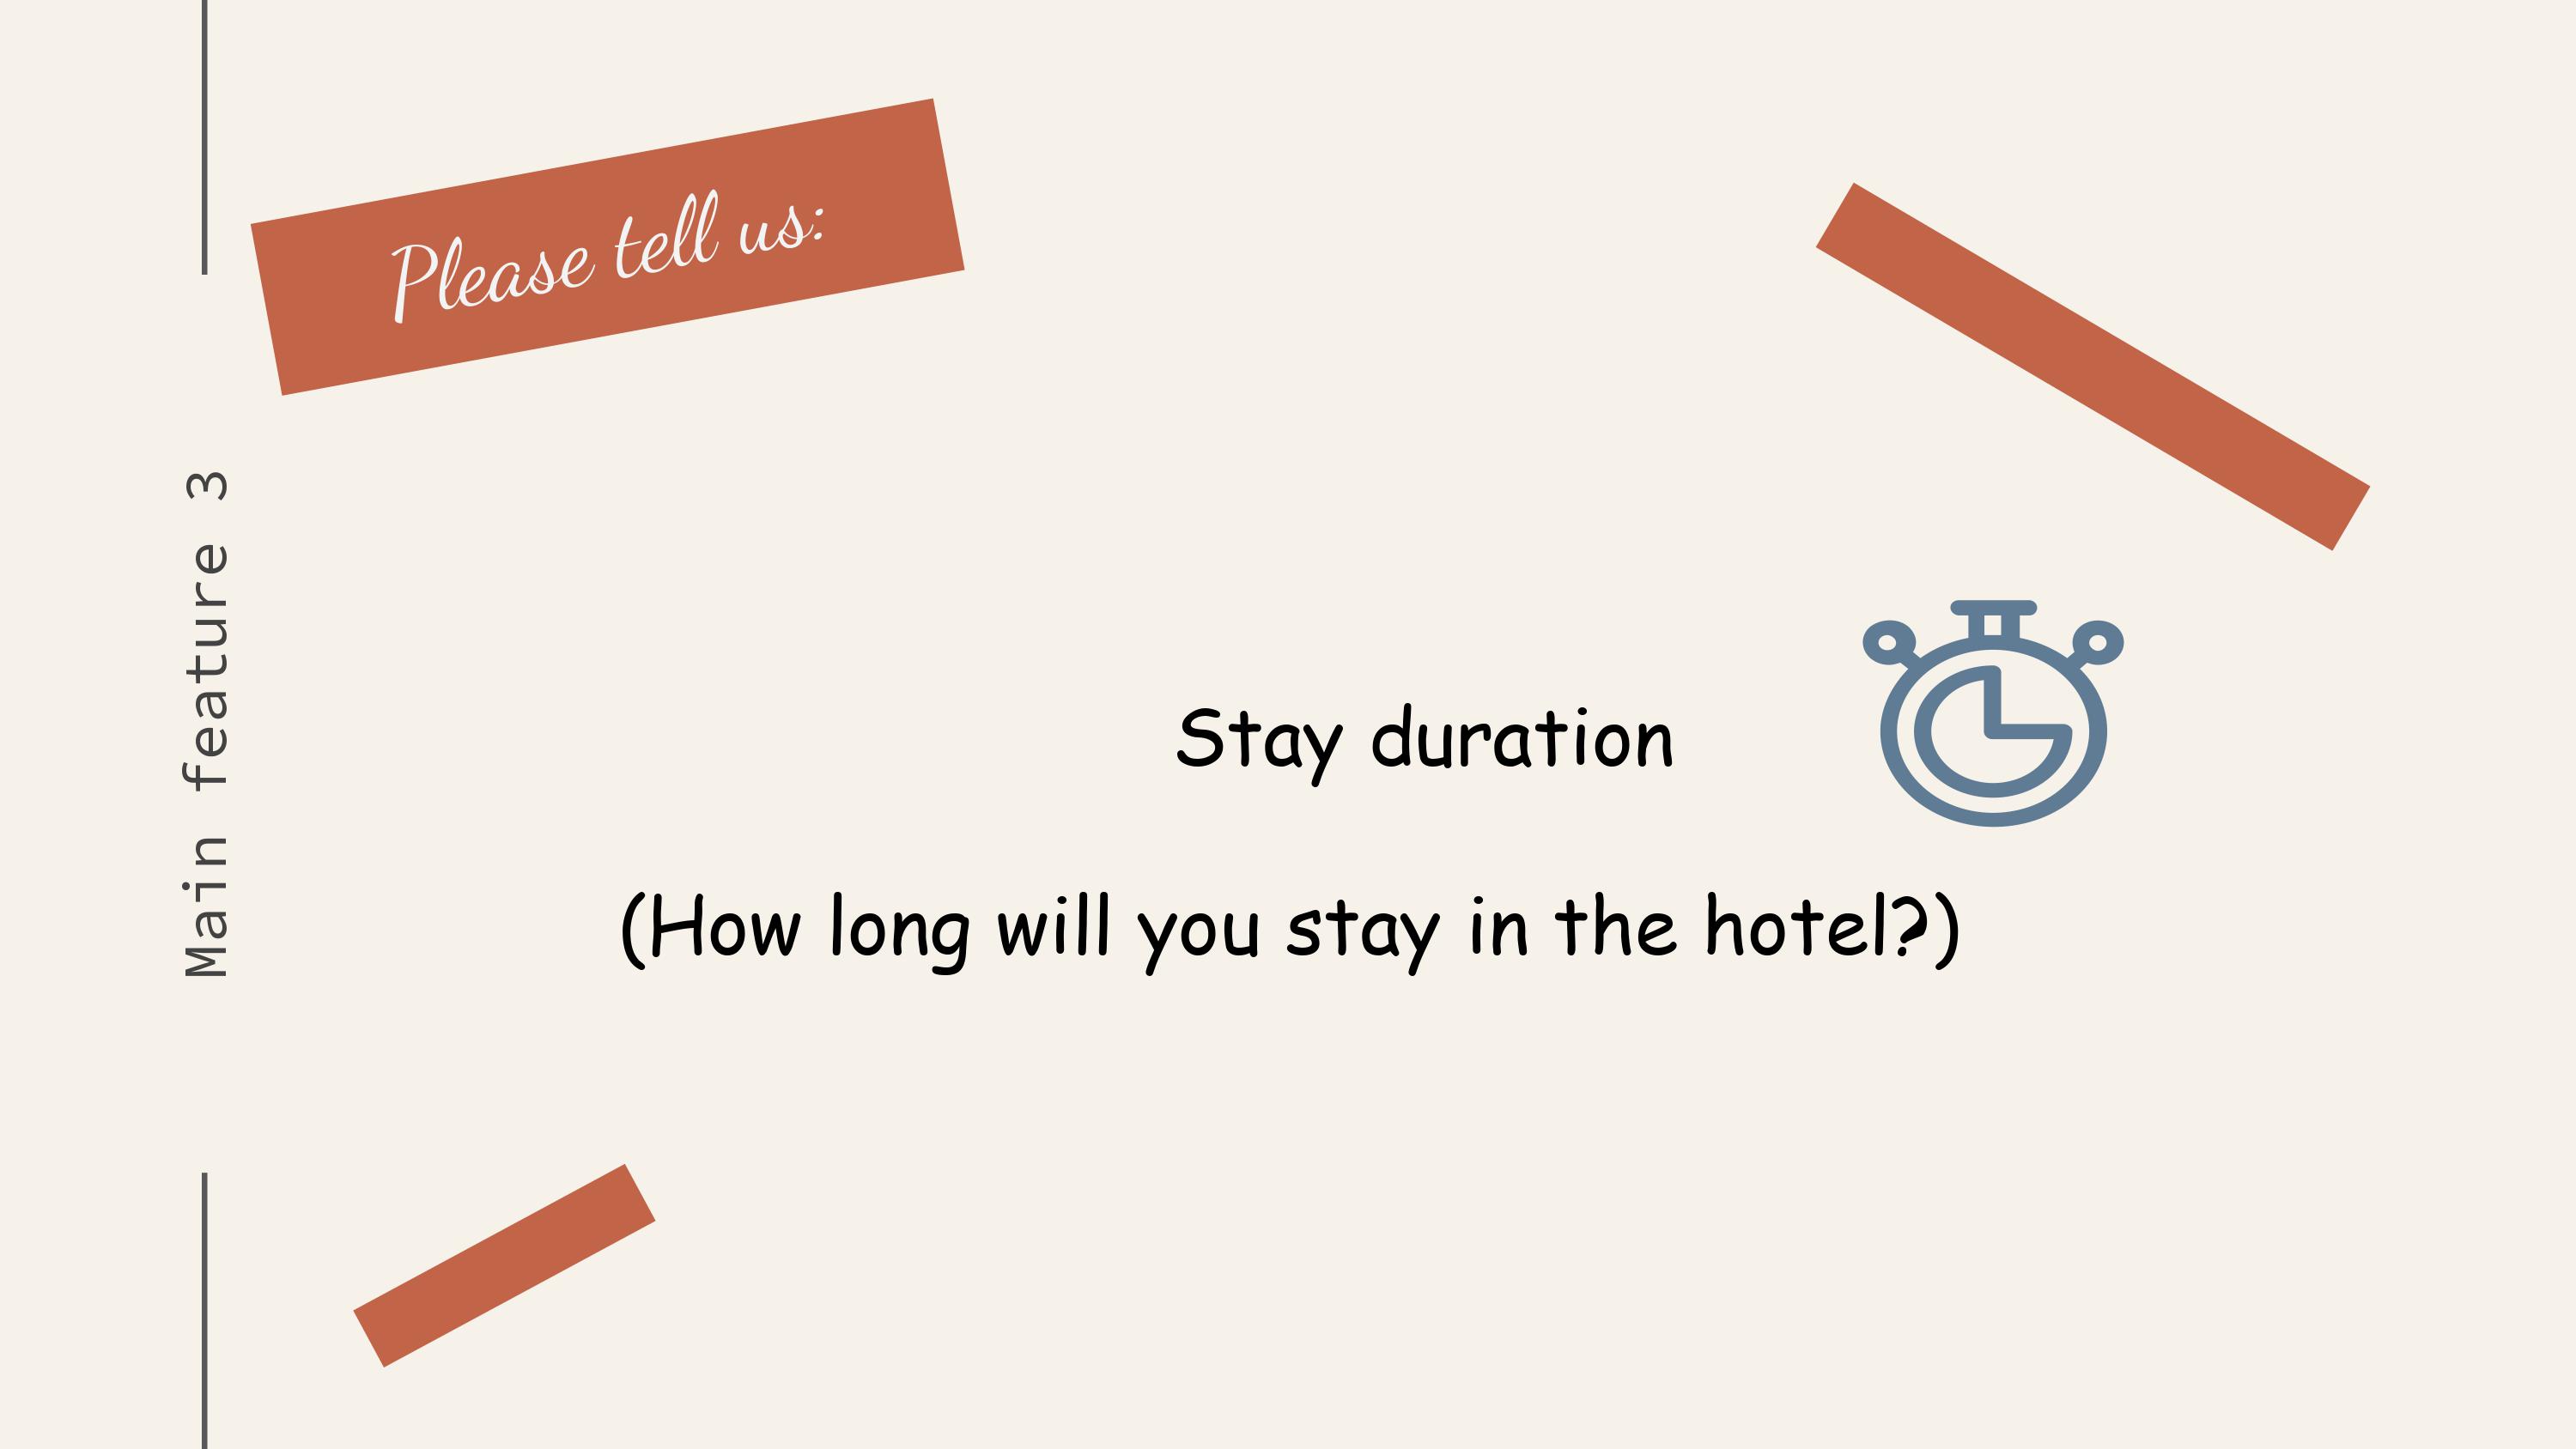 Please tell us:
Main feature 3
Stay duration
(How long will you stay in the hotel?)